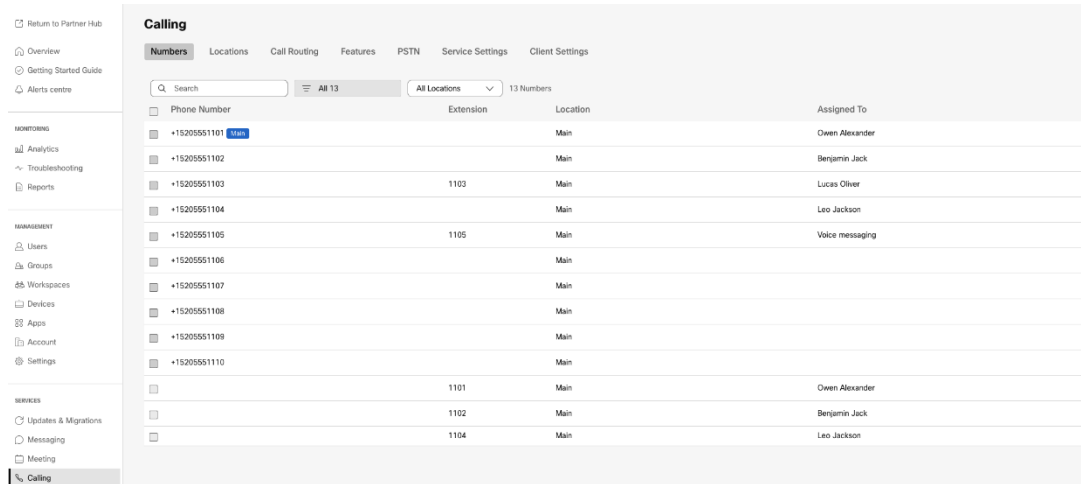 Return to Partner Hub
Overview
Getting Started Guide
Alerts centre
MONITORING
Analytics
Troubleshooting
Reports
MANAGEMENT
Users
Groups
Workspaces
Devices
Apps
Account
Settings
SERVICES
Updates & Migrations
Messaging
Meeting
Calling
Calling
Numbers Locations Call Routing Features PSTN Service Settings Client Settings
Search All 13 All Locations 13 Numbers
Phone Number Extension Location Assigned To
+15205551101 Main Main Owen Alexander
+15205551102 Main Benjamin Jack
+15205551103 1103 Main Lucas Oliver
+15205551104 Main Leo Jackson
+15205551105 1105 Main Voice messaging
+15205551106 Main
+15205551107 Main
+15205551108 Main
+15205551109 Main
+15205551110 Main
1101 Main Owen Alexander
1102 Main Benjamin Jack
1104 Main Leo Jackson